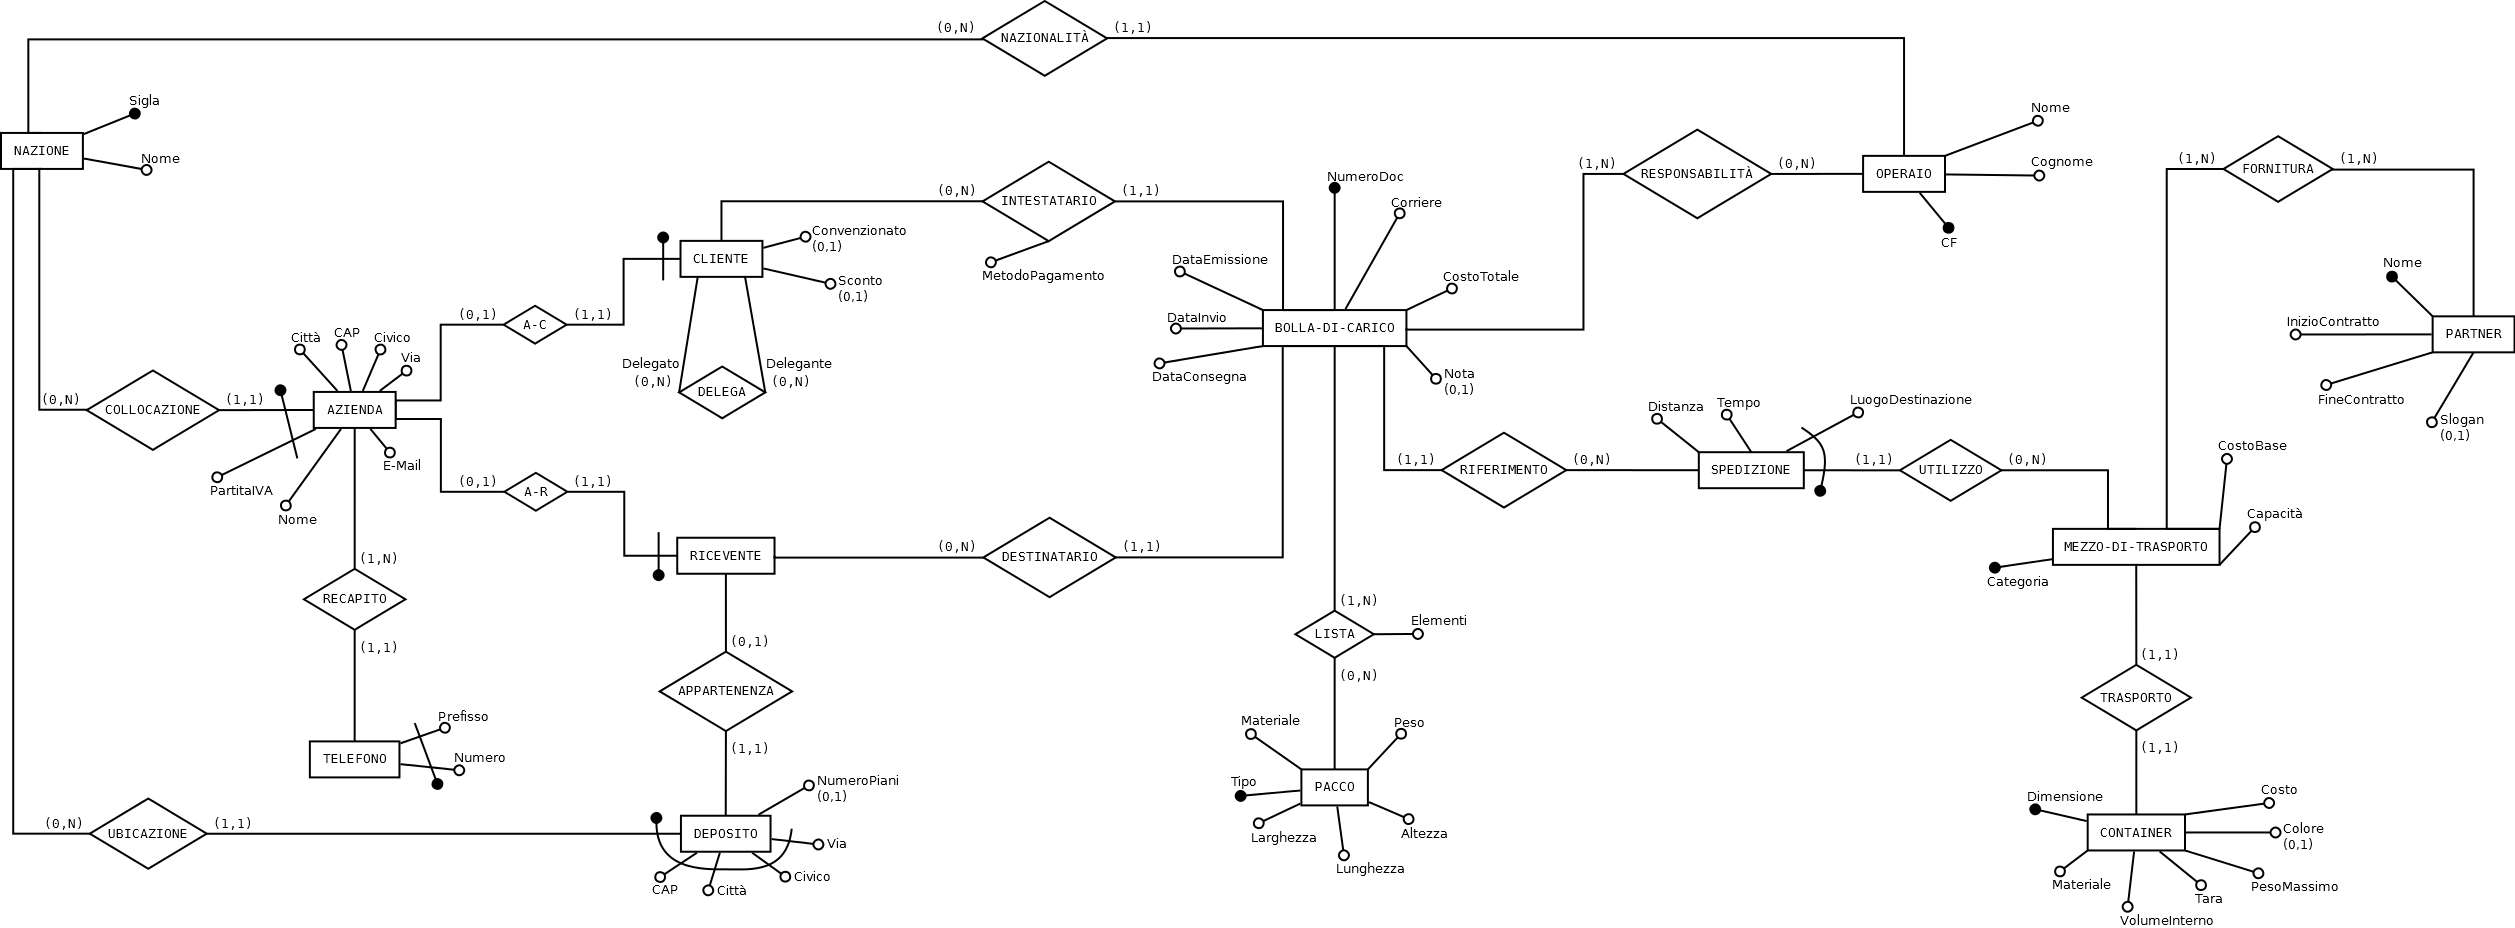 (0,N)
NAZIONALITÀ
(1,1)
Sigla
NAZIONE
Nome
Nome
Cognome
OPERAIO
CF
(1,N)
RESPONSABILITÀ
(0,N)
(1,N)
FORNITURA
(1,N)
Nome
InizioContratto
PARTNER
FineContratto
Slogan
(0,1)
(0,N)
INTESTATARIO
(1,1)
MetodoPagamento
NumeroDoc
Corriere
DataEmissione
CostoTotale
DataInvio
BOLLA-DI-CARICO
DataConsegna
Nota
(0,1)
Convenzionato
(0,1)
CLIENTE
Sconto
(0,1)
Delegato
(0,N)
Delegante
(0,N)
DELEGA
(0,1)
A-C
(1,1)
Città
CAP
Civico
Via
(0,N)
COLLOCAZIONE
(1,1)
AZIENDA
PartitaIVA
Nome
E-Mail
(0,1)
A-R
(1,1)
RICEVENTE
(0,N)
DESTINATARIO
(1,1)
(1,1)
RIFERIMENTO
(0,N)
Distanza
Tempo
LuogoDestinazione
SPEDIZIONE
(1,1)
UTILIZZO
(0,N)
CostoBase
Capacità
MEZZO-DI-TRASPORTO
Categoria
(1,N)
RECAPITO
(1,1)
Prefisso
TELEFONO
Numero
(0,1)
APPARTENENZA
(1,1)
(1,N)
LISTA
Elementi
(0,N)
Materiale
Peso
Tipo
PACCO
Larghezza
Altezza
Lunghezza
(1,1)
TRASPORTO
(1,1)
Dimensione
Costo
CONTAINER
Colore
(0,1)
Materiale
PesoMassimo
Tara
VolumeInterno
NumeroPiani
(0,1)
(0,N)
UBICAZIONE
(1,1)
DEPOSITO
Via
CAP
Città
Civico